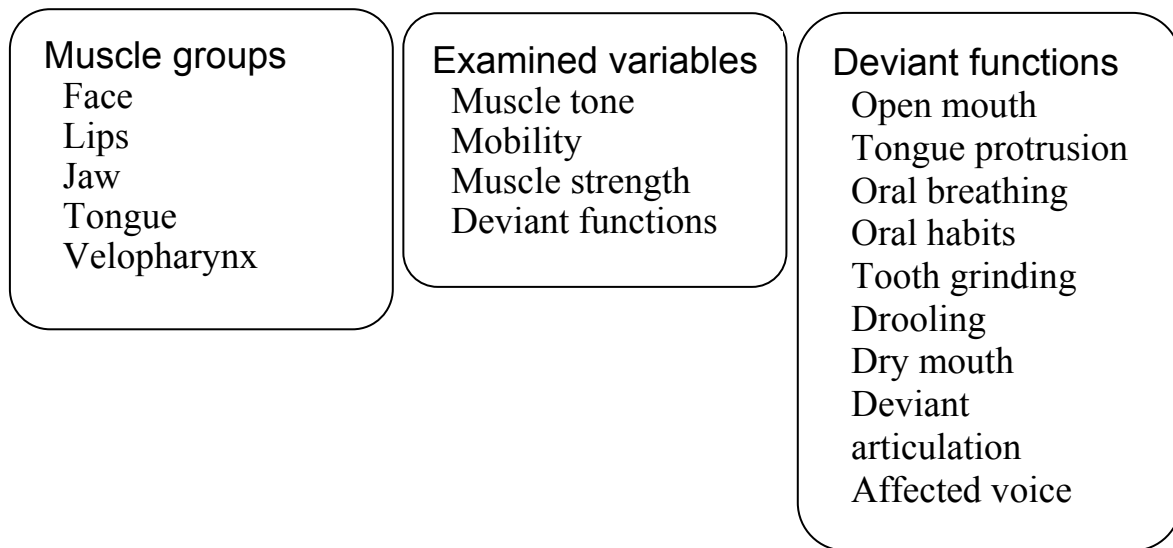 Muscle groups
Face
Lips
Jaw
Tongue
Velopharynx
Examined variables
Muscle tone
Mobility
Muscle strength
Deviant functions
Deviant functions
Open mouth
Tongue protrusion
Oral breathing
Oral habits
Tooth grinding
Drooling
Dry mouth
Deviant
articulation
Affected voice